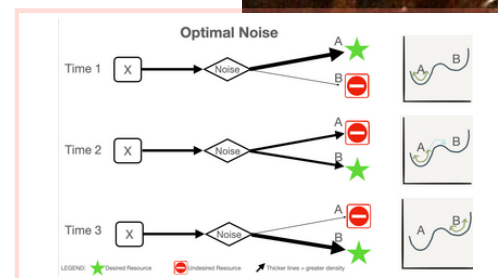 Optimal Noise
Time 1
X
Noise
A
B
A
B
Time 2
X
Noise
A
B
A
B
Time 3
X
Noise
A
B
A
B
LEGEND: Desired Resource Undesired Resource Thicker lines = greater density